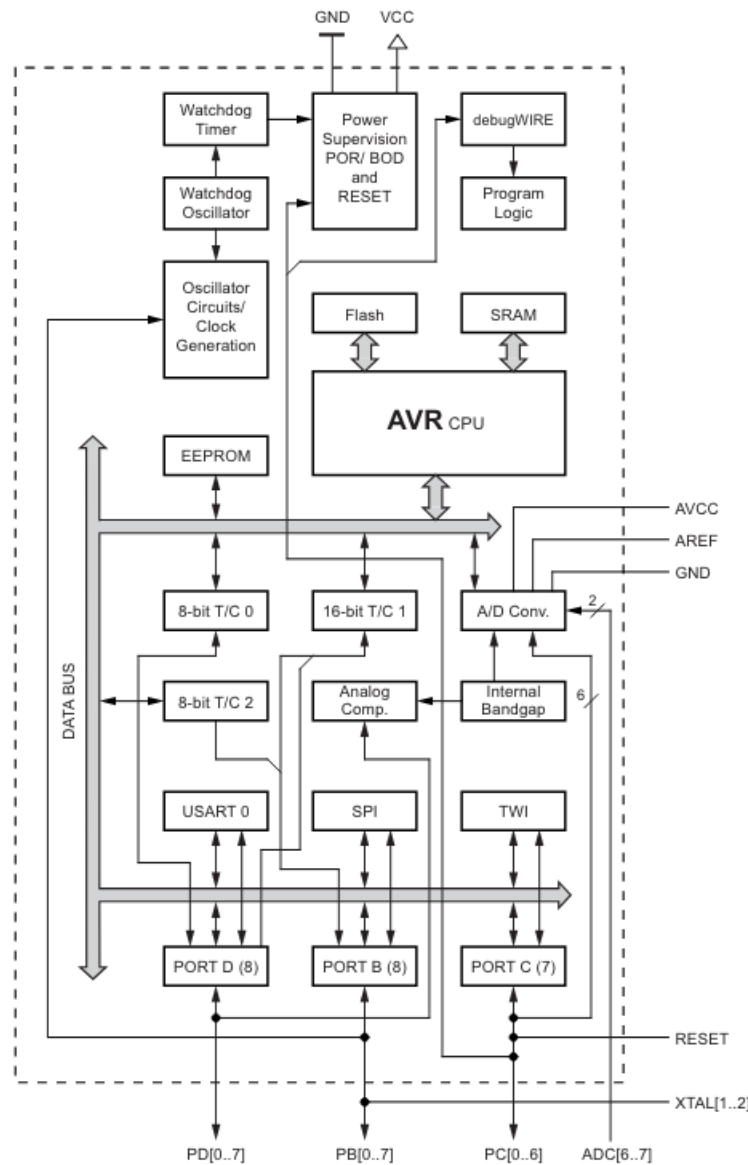 GND VCC
Watchdog
Timer
Power
Supervision
POR/ BOD
and
RESET
debugWIRE
Watchdog
Oscillator
Program
Logic
Oscillator
Circuits/
Clock
Generation
Flash
SRAM
AVR CPU
EEPROM
AVCC
AREF
GND
8-bit T/C 0
16-bit T/C 1
A/D Conv.
2
DATA BUS
8-bit T/C 2
Analog
Comp.
Internal
Bandgap
6
USART 0
SPI
TWI
PORT D (8)
PORT B (8)
PORT C (7)
RESET
XTAL[1..2]
PD[0..7]
PB[0..7]
PC[0..6]
ADC[6..7]